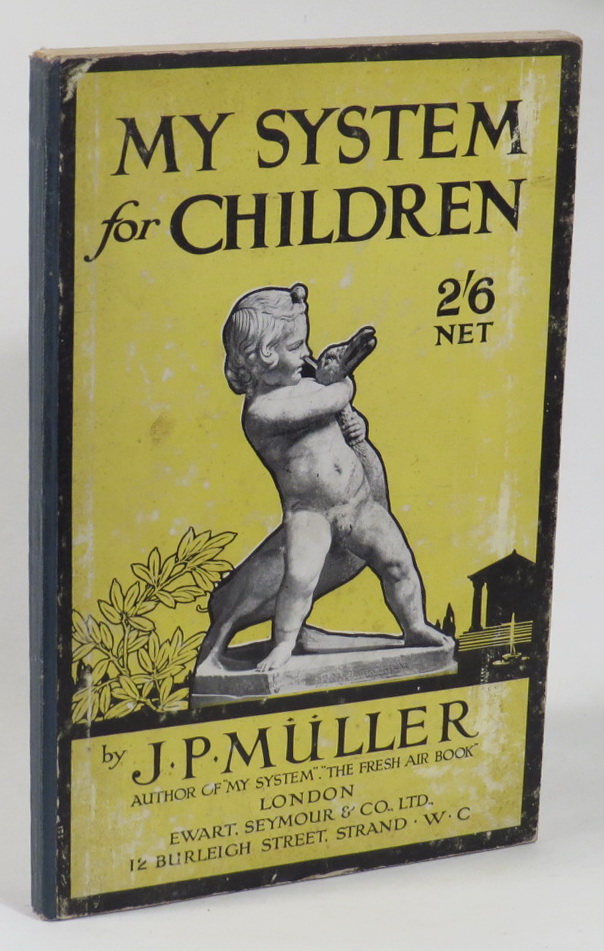 MY SYSTEM
for CHILDREN
2/6
NET
by J·P·MÜLLER
AUTHOR OF "MY SYSTEM". "THE FRESH AIR BOOK"
LONDON
EWART, SEYMOUR & CO., LTD.,
12 BURLEIGH STREET, STRAND · W · C